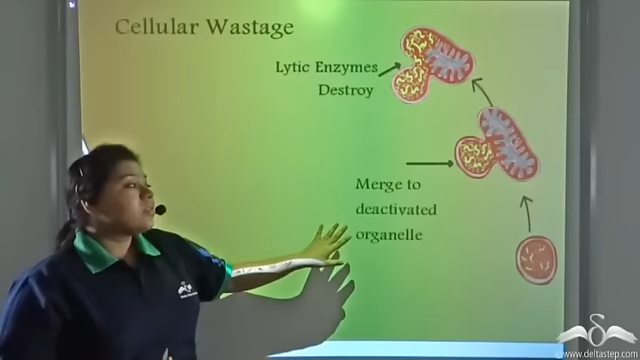 Cellular Wastage
Lytic Enzymes
Destroy
Merge to
deactivated
organelle
www.deltastep.com